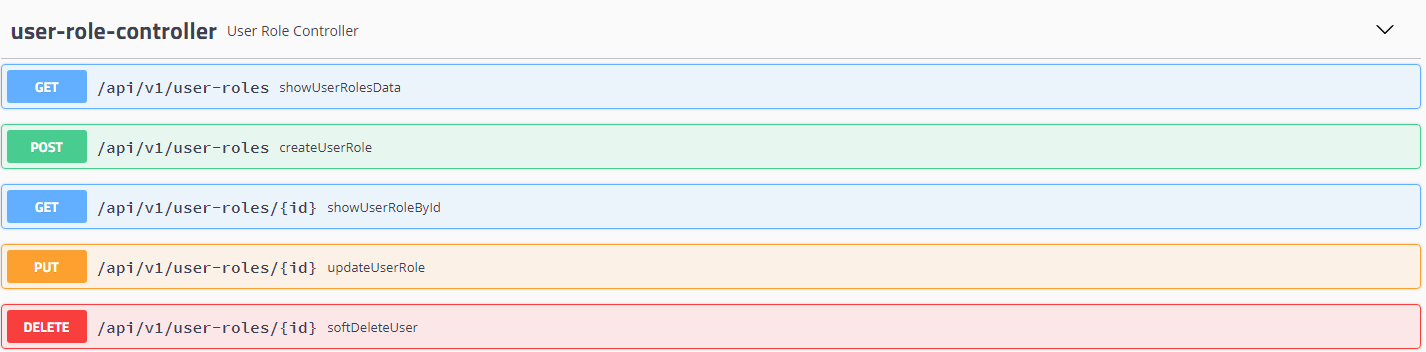 user-role-controller User Role Controller
GET /api/v1/user-roles showUserRolesData
POST /api/v1/user-roles createUserRole
GET /api/v1/user-roles/{id} showUserRoleById
PUT /api/v1/user-roles/{id} updateUserRole
DELETE /api/v1/user-roles/{id} softDeleteUser